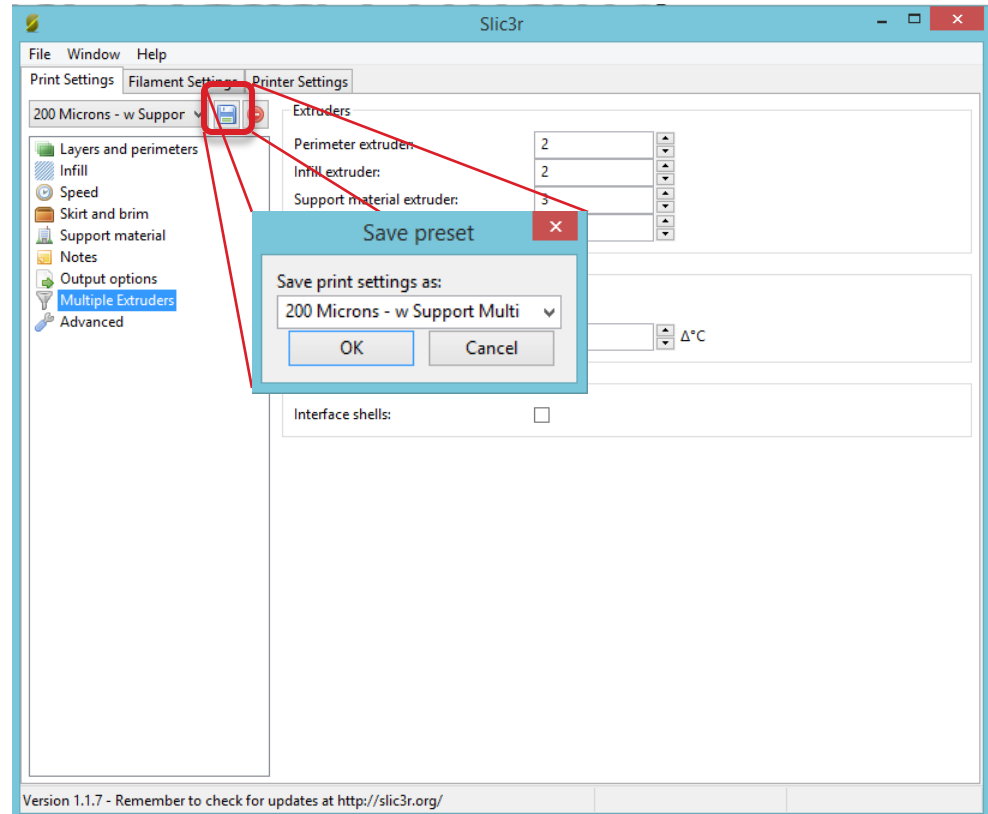 Slic3r
File Window Help
Print Settings Filament Settings Printer Settings
200 Microns - w Suppor
Extruders
Layers and perimeters
Infill
Speed
Skirt and brim
Support material
Notes
Output options
Multiple Extruders
Advanced
Perimeter extruder: 2
Infill extruder: 2
Support material extruder: 3
Save preset
Save print settings as:
200 Microns - w Support Multi
OK Cancel
Δ°C
Interface shells:
Version 1.1.7 - Remember to check for updates at http://slic3r.org/